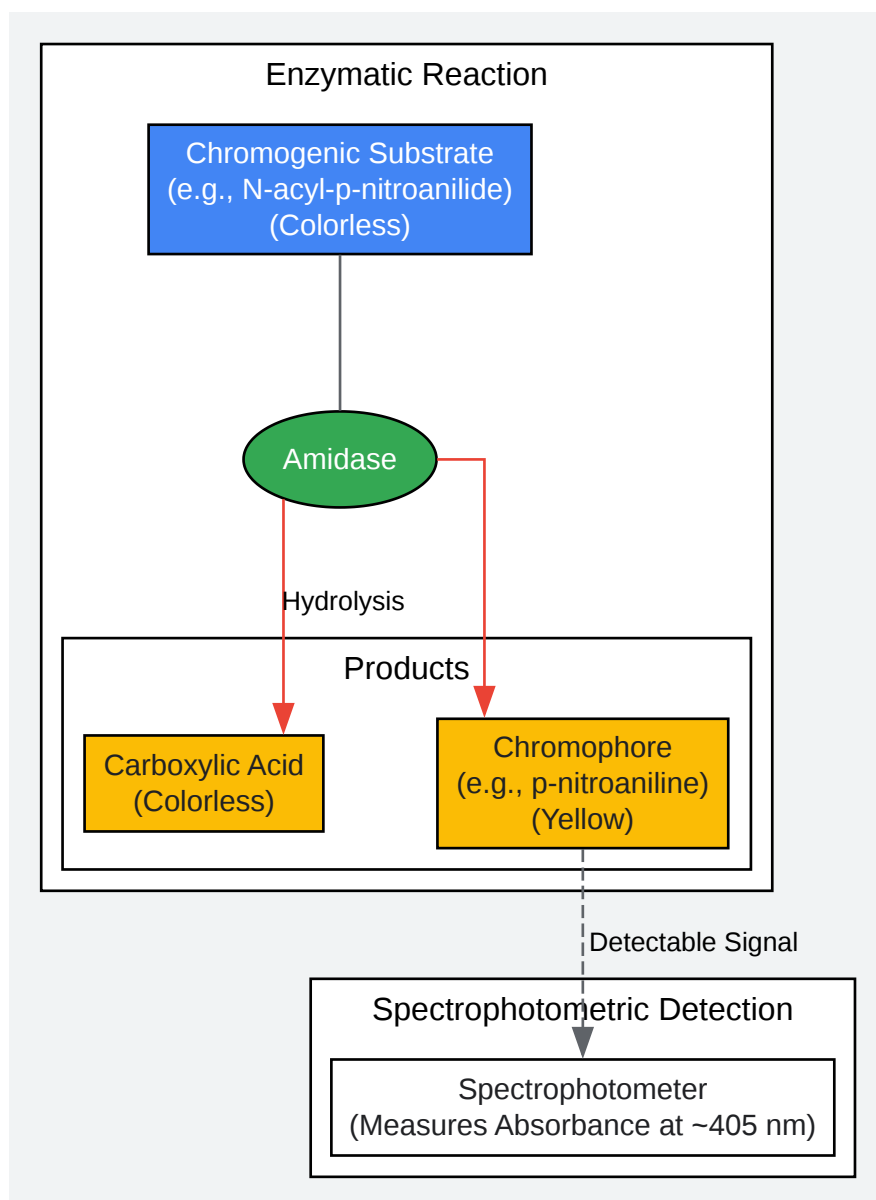 Enzymatic Reaction
Chromogenic Substrate
(e.g., N-acyl-p-nitroanilide)
(Colorless)
Amidase
Hydrolysis
Products
Carboxylic Acid
(Colorless)
Chromophore
(e.g., p-nitroaniline)
(Yellow)
Detectable Signal
Spectrophotometric Detection
Spectrophotometer
(Measures Absorbance at ~405 nm)